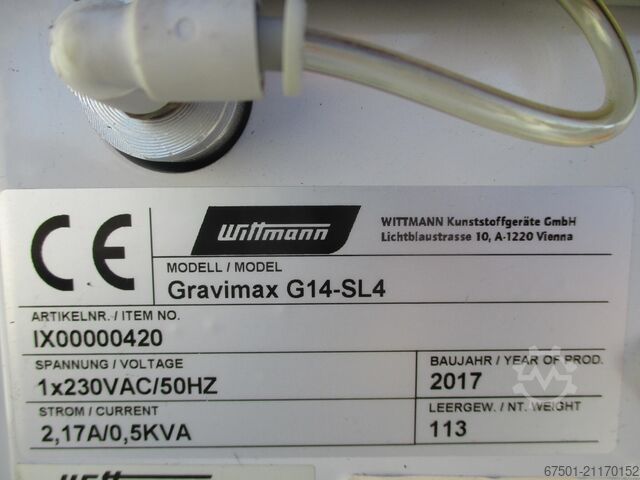 CE
Wittmann
WITTMANN Kunststoffgeräte GmbH
Lichtblaustrasse 10, A-1220 Vienna
MODELL / MODEL
Gravimax G14-SL4
ARTIKELNR. / ITEM NO.
IX00000420
SPANNUNG / VOLTAGE
1x230VAC/50HZ
BAUJAHR / YEAR OF PROD.
2017
STROM / CURRENT
2,17A/0,5KVA
LEERGEW. / NT. WEIGHT
113
Wittmann
67501-21170152